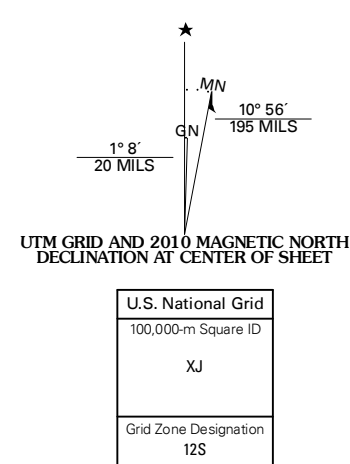 ★
MN
10° 56´
195 MILS
GN
1° 8´
20 MILS
UTM GRID AND 2010 MAGNETIC NORTH
DECLINATION AT CENTER OF SHEET
U.S. National Grid
100,000-m Square ID
XJ
Grid Zone Designation
12S